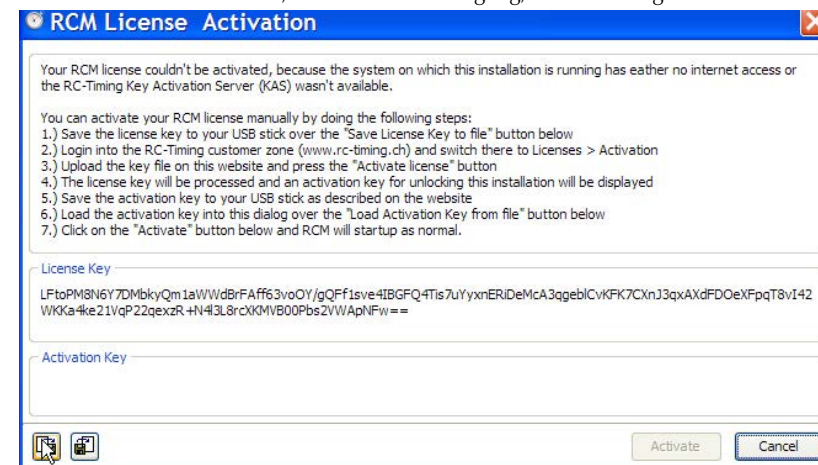 RCM License Activation
Your RCM license couldn't be activated, because the system on which this installation is running has eather no internet access or
the RC-Timing Key Activation Server (KAS) wasn't available.
You can activate your RCM license manually by doing the following steps:
1.) Save the license key to your USB stick over the "Save License Key to file" button below
2.) Login into the RC-Timing customer zone (www.rc-timing.ch) and switch there to Licenses > Activation
3.) Upload the key file on this website and press the "Activate license" button
4.) The license key will be processed and an activation key for unlocking this installation will be displayed
5.) Save the activation key to your USB stick as described on the website
6.) Load the activation key into this dialog over the "Load Activation Key from file" button below
7.) Click on the "Activate" button below and RCM will startup as normal.
License Key
LFtoPM8N6Y7DMbkyQm1aWWdBrFAff63voOY/gQFf1sve4IBGFQ4Tis7uYyxnERiDeMcA3qgeblCvKFK7CXnJ3qxAXdFDOeXFpqT8vI42
WKKa4ke21VqP22qexzR+N4l3L8rcXKMVB00Pbs2VWApNFw==
Activation Key
Activate Cancel